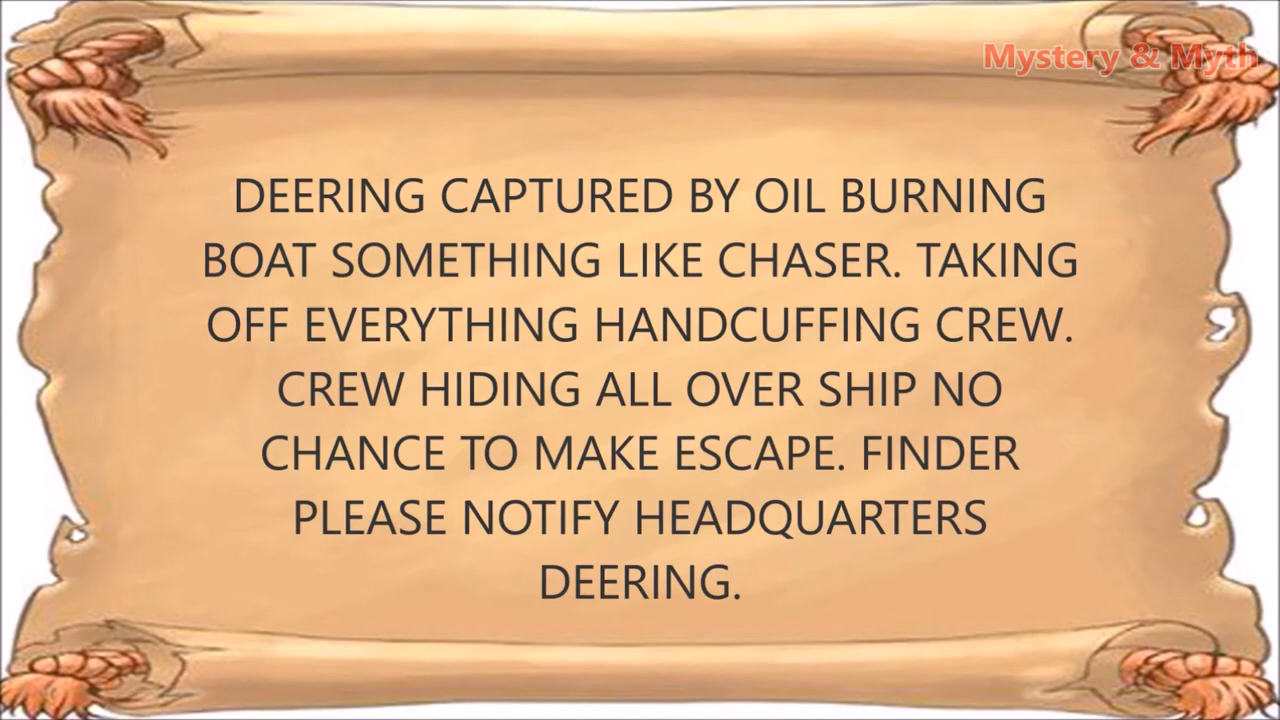 Mystery & Myth
DEERING CAPTURED BY OIL BURNING
BOAT SOMETHING LIKE CHASER. TAKING
OFF EVERYTHING HANDCUFFING CREW.
CREW HIDING ALL OVER SHIP NO
CHANCE TO MAKE ESCAPE. FINDER
PLEASE NOTIFY HEADQUARTERS
DEERING.